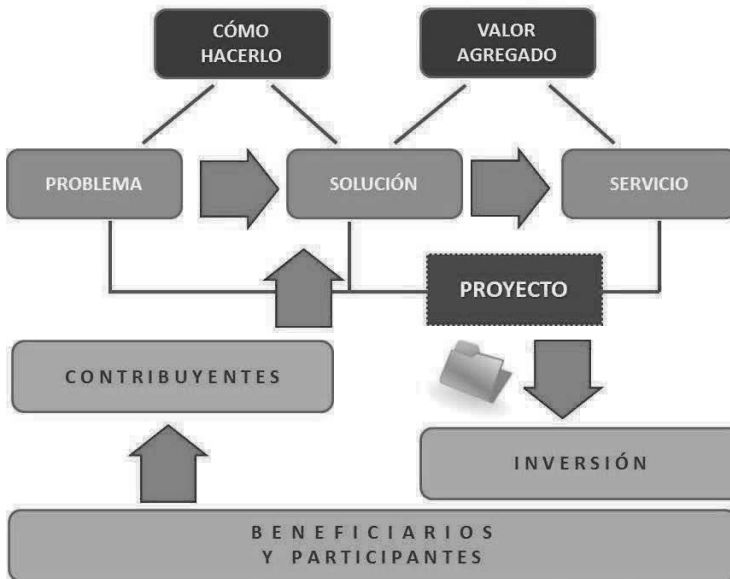 CÓMO
HACERLO
VALOR
AGREGADO
PROBLEMA
SOLUCIÓN
SERVICIO
PROYECTO
CONTRIBUYENTES
INVERSIÓN
BENEFICIARIOS
Y PARTICIPANTES